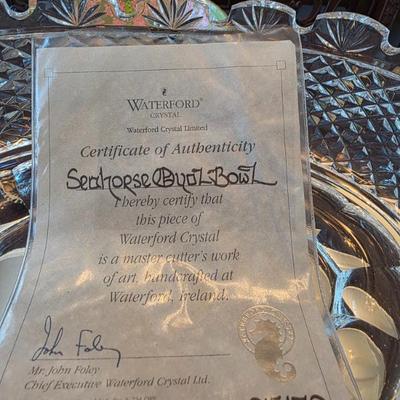 WATERFORD®
CRYSTAL
Waterford Crystal Limited
Certificate of Authenticity
Seahorse Oval Bowl
I hereby certify that
this piece of
Waterford Crystal
is a master cutter's work
of art, handcrafted at
Waterford, Ireland.
John Foley
Mr. John Foley
Chief Executive Waterford Crystal Ltd.